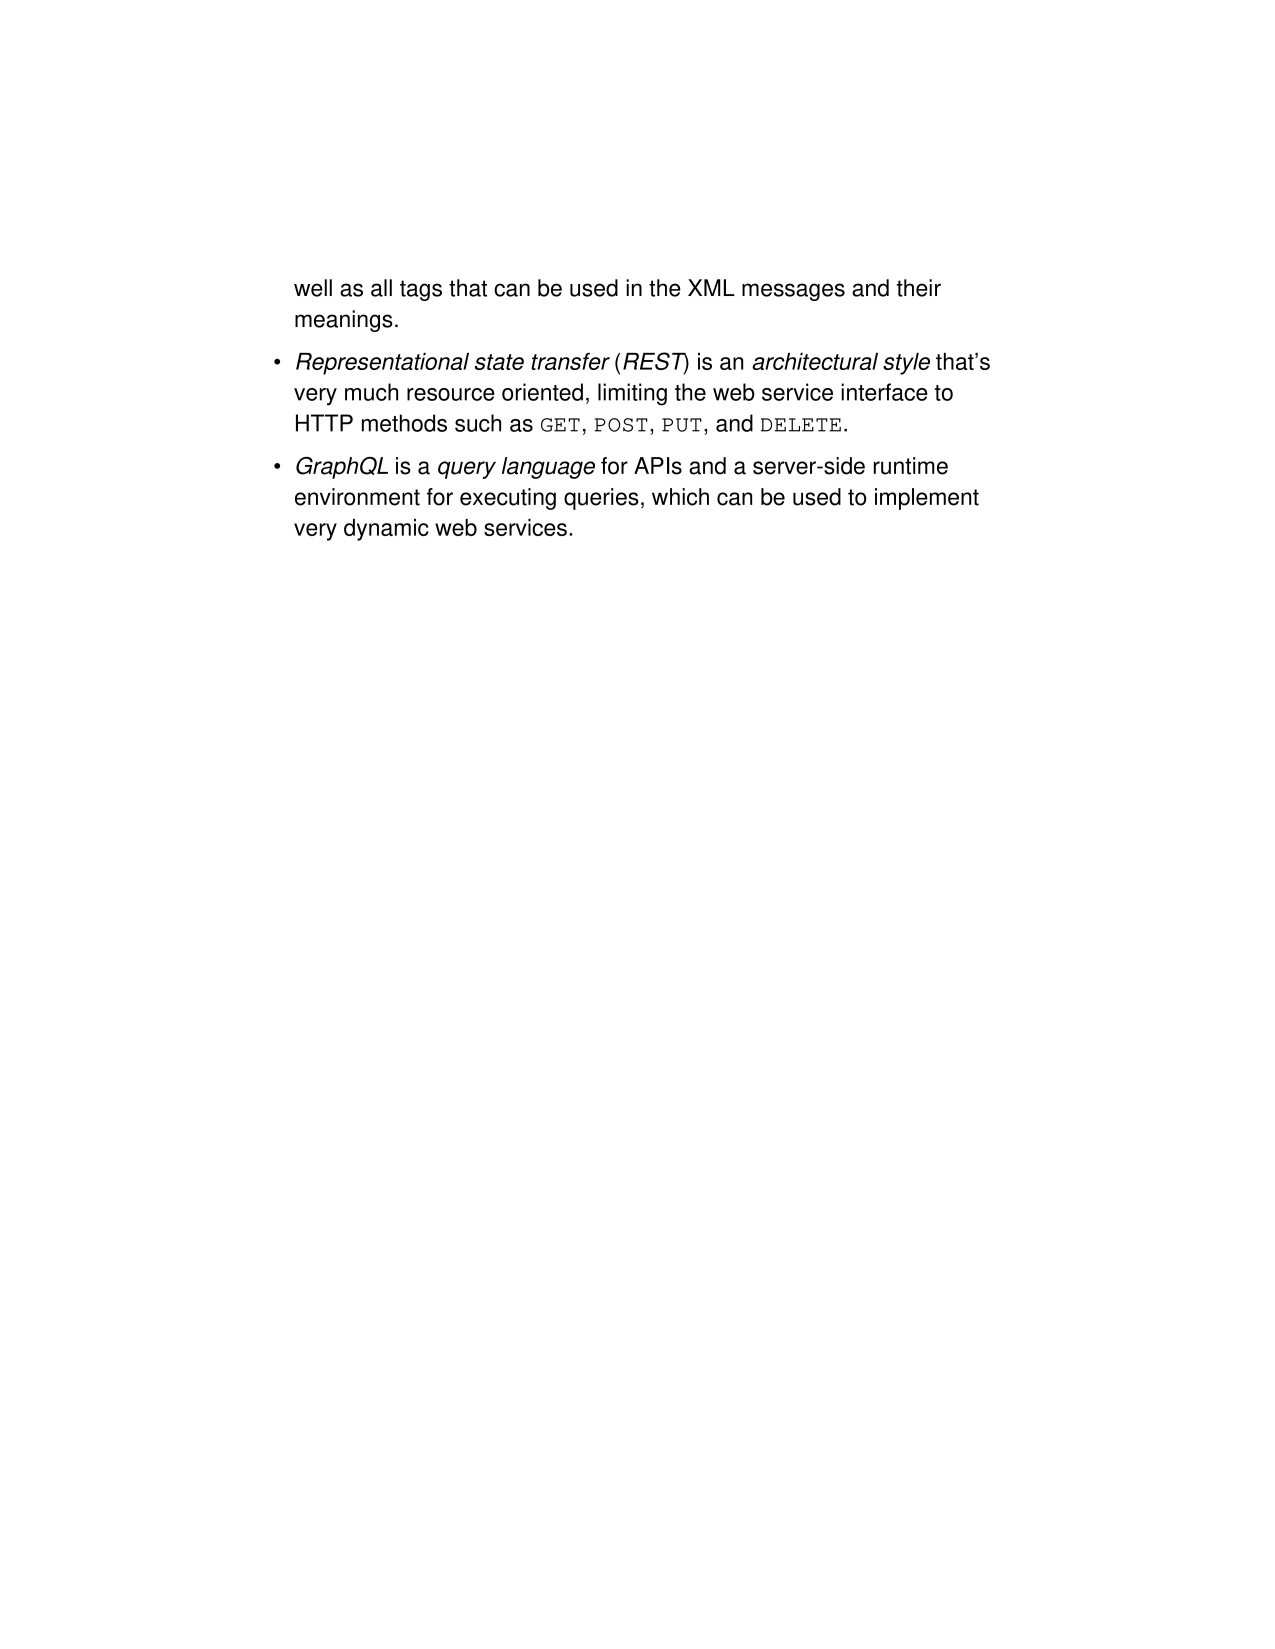 well as all tags that can be used in the XML messages and their
meanings.
• Representational state transfer (REST) is an architectural style that's
very much resource oriented, limiting the web service interface to
HTTP methods such as GET, POST, PUT, and DELETE.
• GraphQL is a query language for APIs and a server-side runtime
environment for executing queries, which can be used to implement
very dynamic web services.